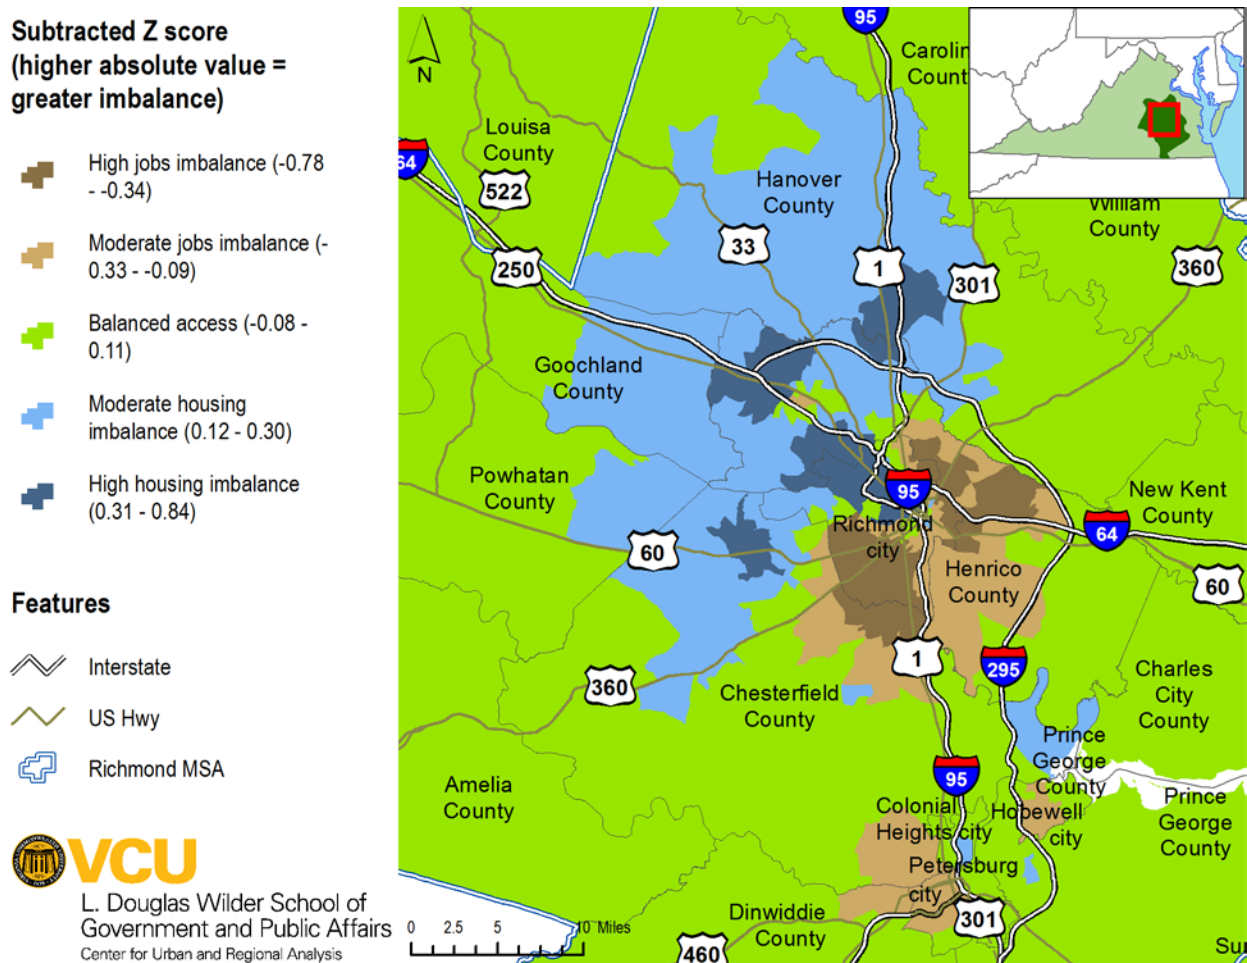 Subtracted Z score
(higher absolute value =
greater imbalance)
High jobs imbalance (-0.78
- -0.34)
Moderate jobs imbalance (-
0.33 - -0.09)
Balanced access (-0.08 -
0.11)
Moderate housing
imbalance (0.12 - 0.30)
High housing imbalance
(0.31 - 0.84)
Features
Interstate
US Hwy
Richmond MSA
VCU
L. Douglas Wilder School of
Government and Public Affairs
Center for Urban and Regional Analysis
N
95
Carolin
Count
Louisa
County
64
522
Hanover
County
William
County
33
250
1
301
360
Goochland
County
Powhatan
County
95
New Kent
County
Richmond
city
60
64
Henrico
County
60
1
295
360
Chesterfield
County
Charles
City
County
Prince
George
County
95
Amelia
County
Colonial
Heights city
Hopewell
city
Prince
George
County
Petersburg
city
Dinwiddie
County
301
460
Sur
0 2.5 5 10 Miles